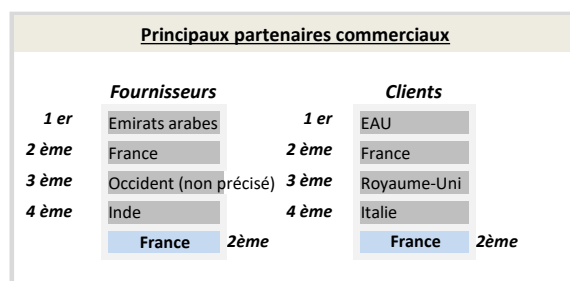 Principaux partenaires commerciaux
Fournisseurs Clients
1 er Emirats arabes 1 er EAU
2 ème France 2 ème France
3 ème Occident (non précisé) 3 ème Royaume-Uni
4 ème Inde 4 ème Italie
France 2ème France 2ème